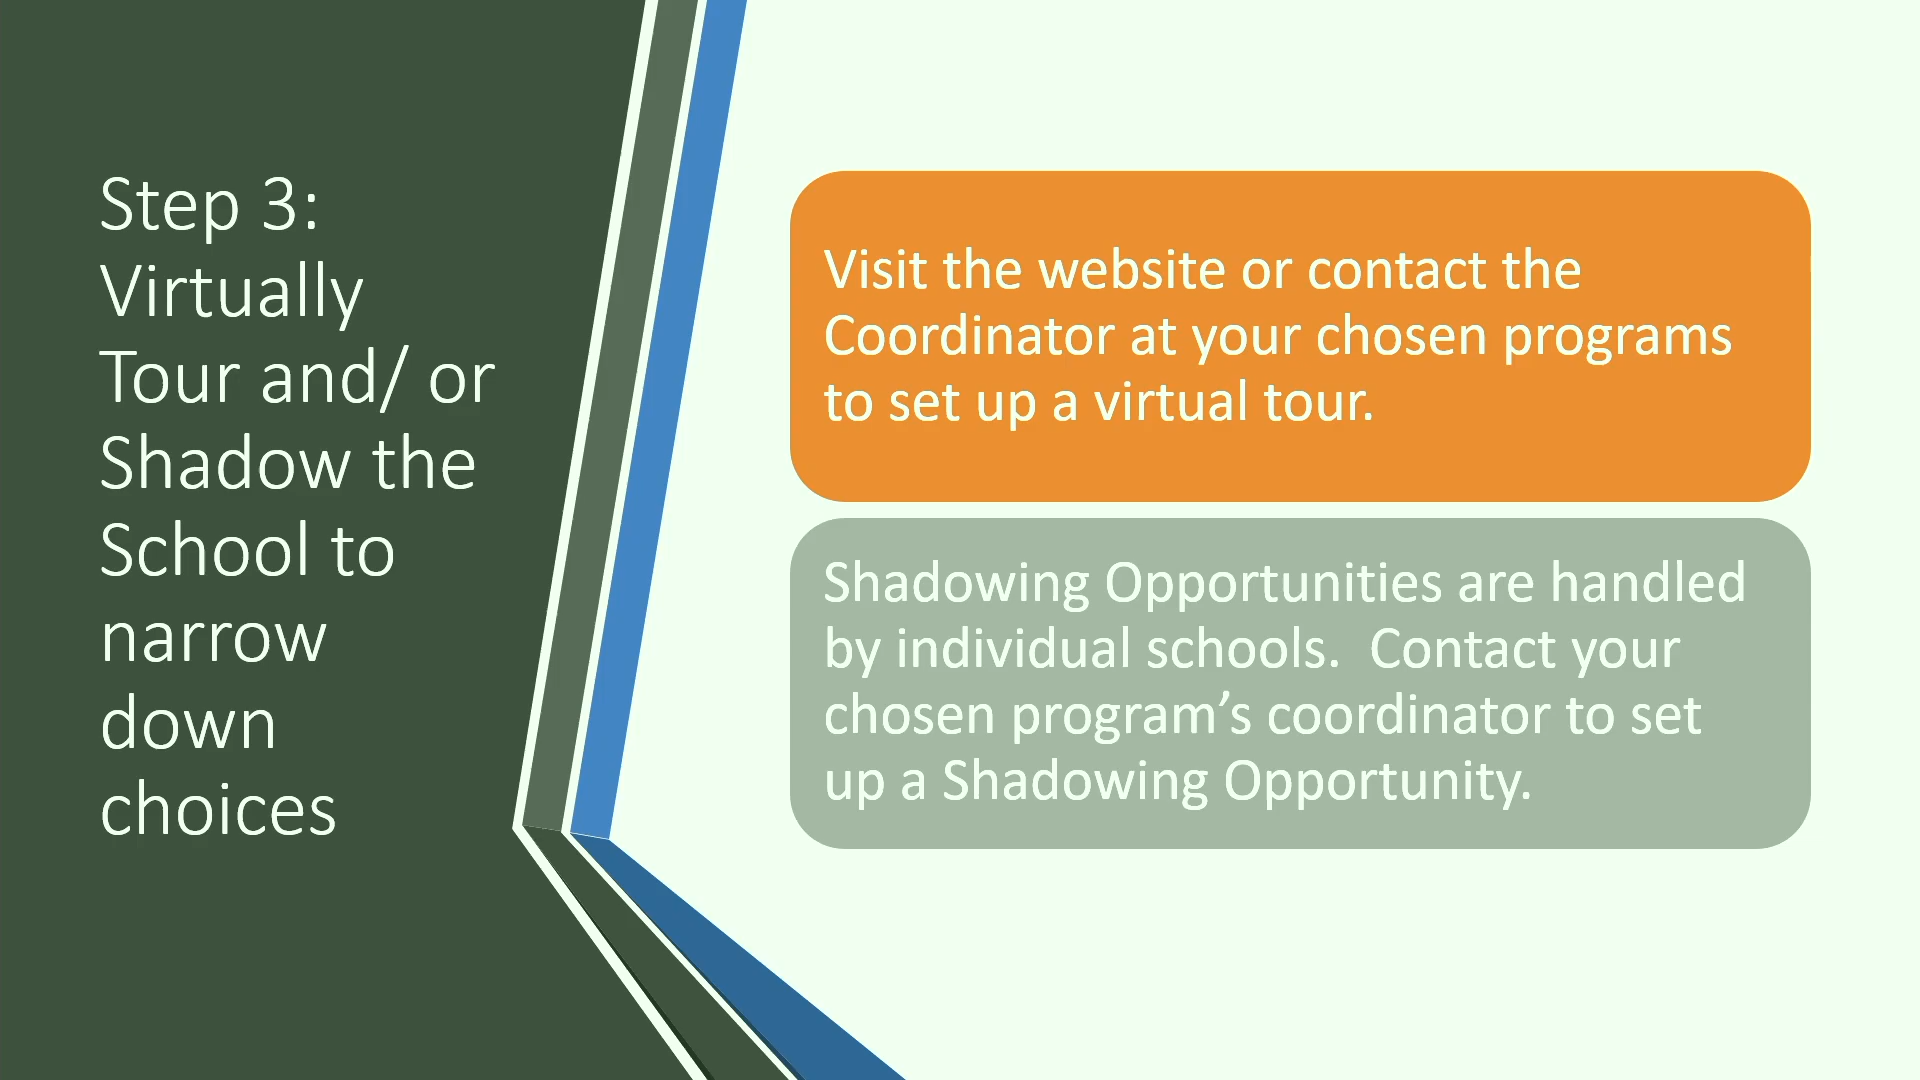 Step 3:
Virtually
Tour and/ or
Shadow the
School to
narrow
down
choices
Visit the website or contact the
Coordinator at your chosen programs
to set up a virtual tour.
Shadowing Opportunities are handled
by individual schools.  Contact your
chosen program’s coordinator to set
up a Shadowing Opportunity.